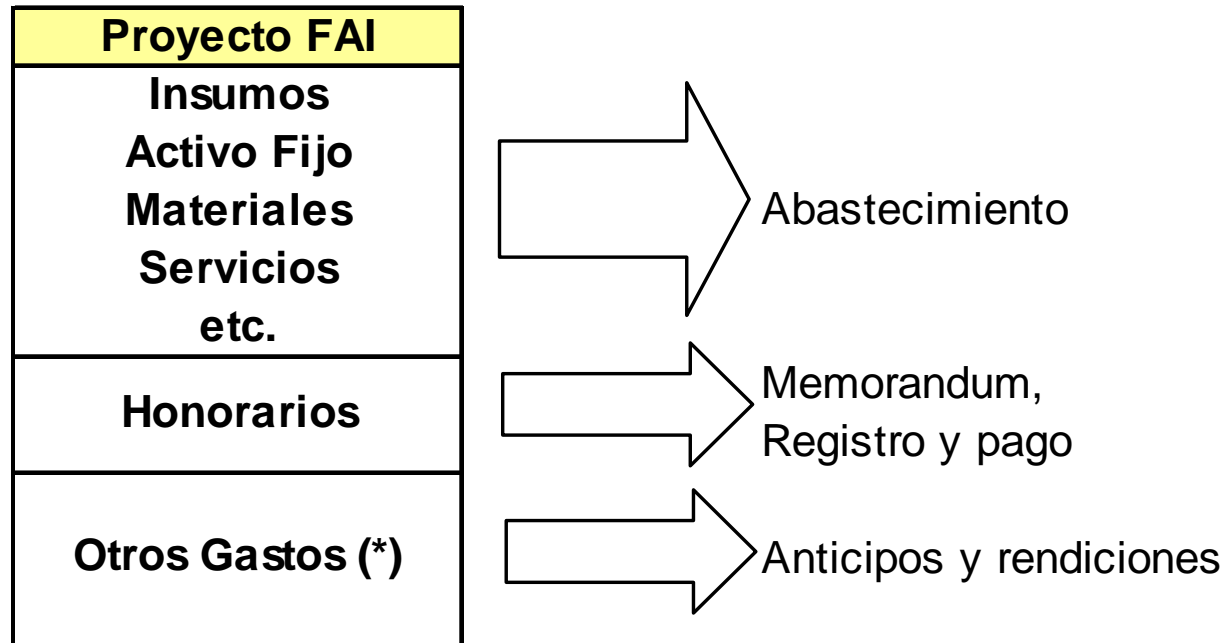 Proyecto FAI
Insumos
Activo Fijo
Materiales
Servicios
etc.
Abastecimiento
Honorarios
Memorandum,
Registro y pago
Otros Gastos (*)
Anticipos y rendiciones